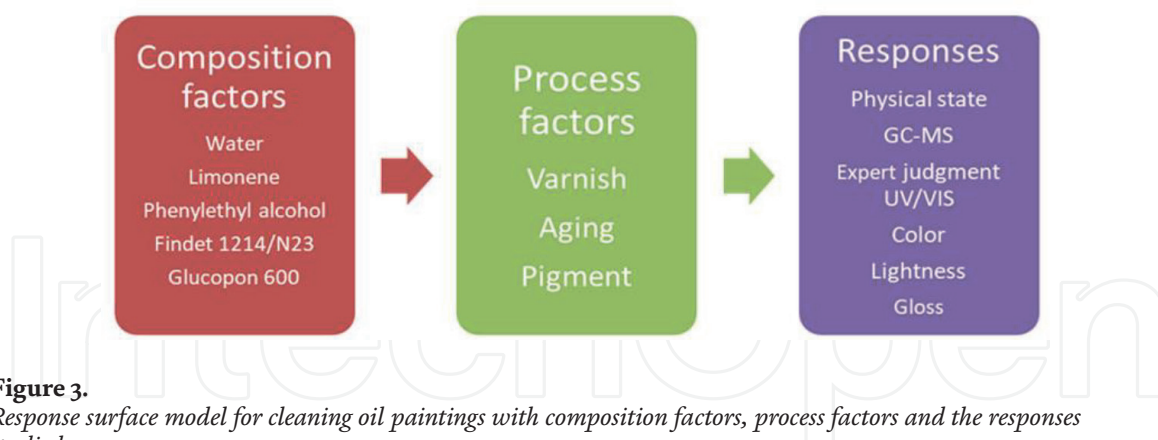 Composition
factors
Water
Limonene
Phenylethyl alcohol
Findet 1214/N23
Glucopon 600
Process
factors
Varnish
Aging
Pigment
Responses
Physical state
GC-MS
Expert judgment
UV/VIS
Color
Lightness
Gloss
IntechOpen
Figure 3.
Response surface model for cleaning oil paintings with composition factors, process factors and the responses